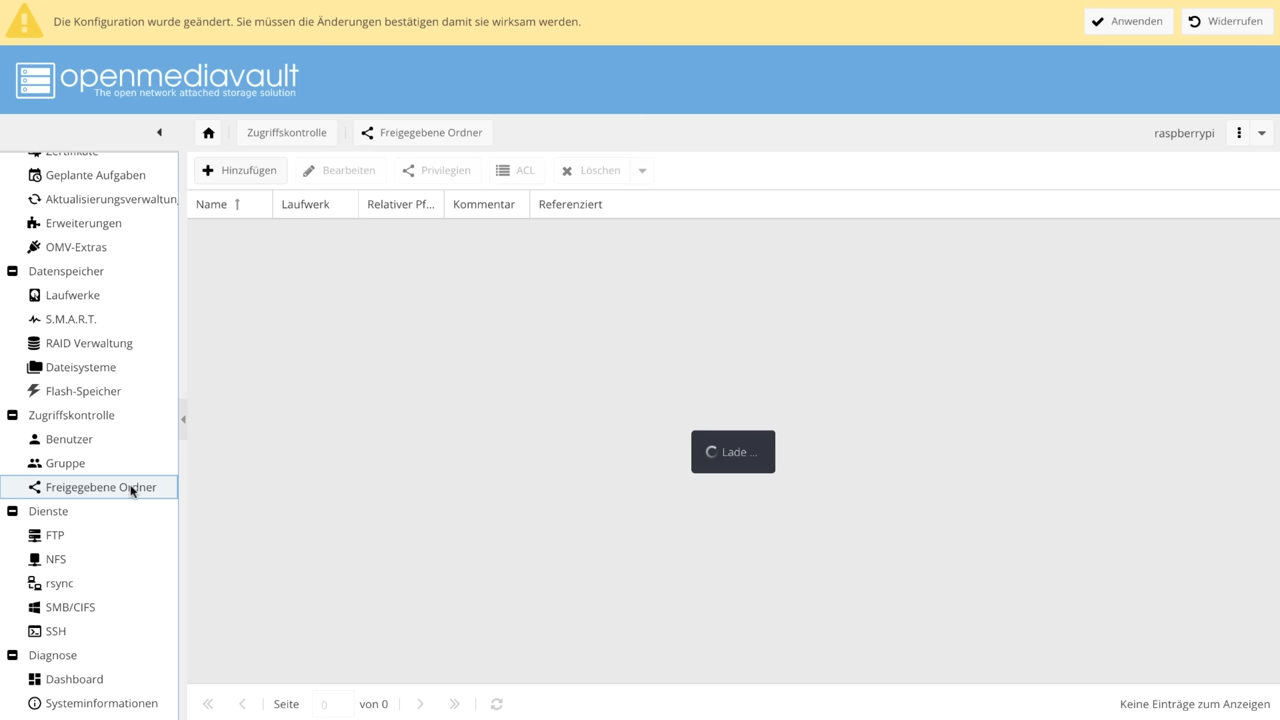 Die Konfiguration wurde geändert. Sie müssen die Änderungen bestätigen damit sie wirksam werden.
Anwenden
Widerrufen
openmediavault
The open network attached storage solution
Zugriffskontrolle
Freigegebene Ordner
raspberrypi
Zertifikate
Geplante Aufgaben
Aktualisierungsverwaltun
Erweiterungen
OMV-Extras
Datenspeicher
Laufwerke
S.M.A.R.T.
RAID Verwaltung
Dateisysteme
Flash-Speicher
Zugriffskontrolle
Benutzer
Gruppe
Freigegebene Ordner
Dienste
FTP
NFS
rsync
SMB/CIFS
SSH
Diagnose
Dashboard
Systeminformationen
Hinzufügen
Bearbeiten
Privilegien
ACL
Löschen
Name
Laufwerk
Relativer Pf...
Kommentar
Referenziert
Lade ...
Seite 0 von 0
Keine Einträge zum Anzeigen